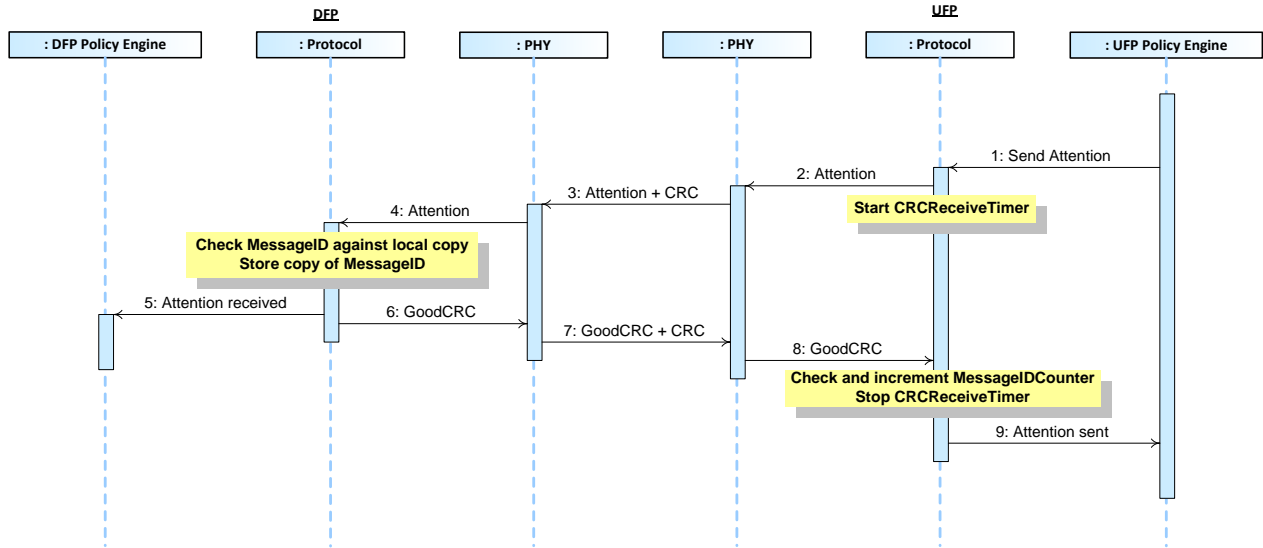 DFP
UFP
: DFP Policy Engine
: Protocol
: PHY
: PHY
: Protocol
: UFP Policy Engine
1: Send Attention
2: Attention
Start CRCReceiveTimer
3: Attention + CRC
4: Attention
Check MessageID against local copy
Store copy of MessageID
5: Attention received
6: GoodCRC
7: GoodCRC + CRC
8: GoodCRC
Check and increment MessageIDCounter
Stop CRCReceiveTimer
9: Attention sent